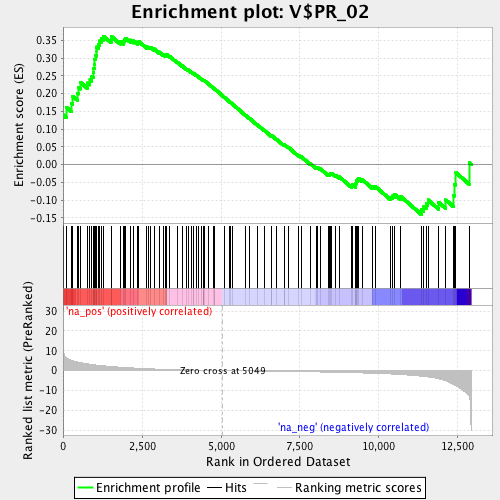 Enrichment plot: V$PR_02
Enrichment score (ES)
0.35
0.30
0.25
0.20
0.15
0.10
0.05
0.00
-0.05
-0.10
-0.15
'na_pos' (positively correlated)
Ranked list metric (PreRanked)
30
20
10
0
-10
-20
-30
Zero cross at 5049
'na_neg' (negatively correlated)
0 2,500 5,000 7,500 10,000 12,500
Rank in Ordered Dataset
Enrichment profile Hits Ranking metric scores